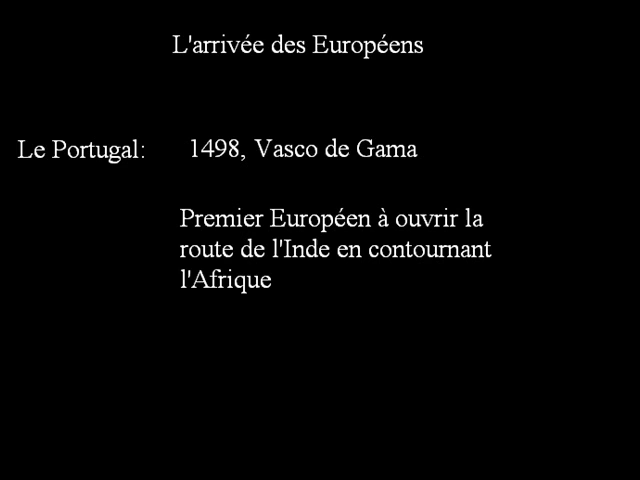 L'arrivée des Européens
Le Portugal: 1498, Vasco de Gama
Premier Européen à ouvrir la
route de l'Inde en contournant
l'Afrique